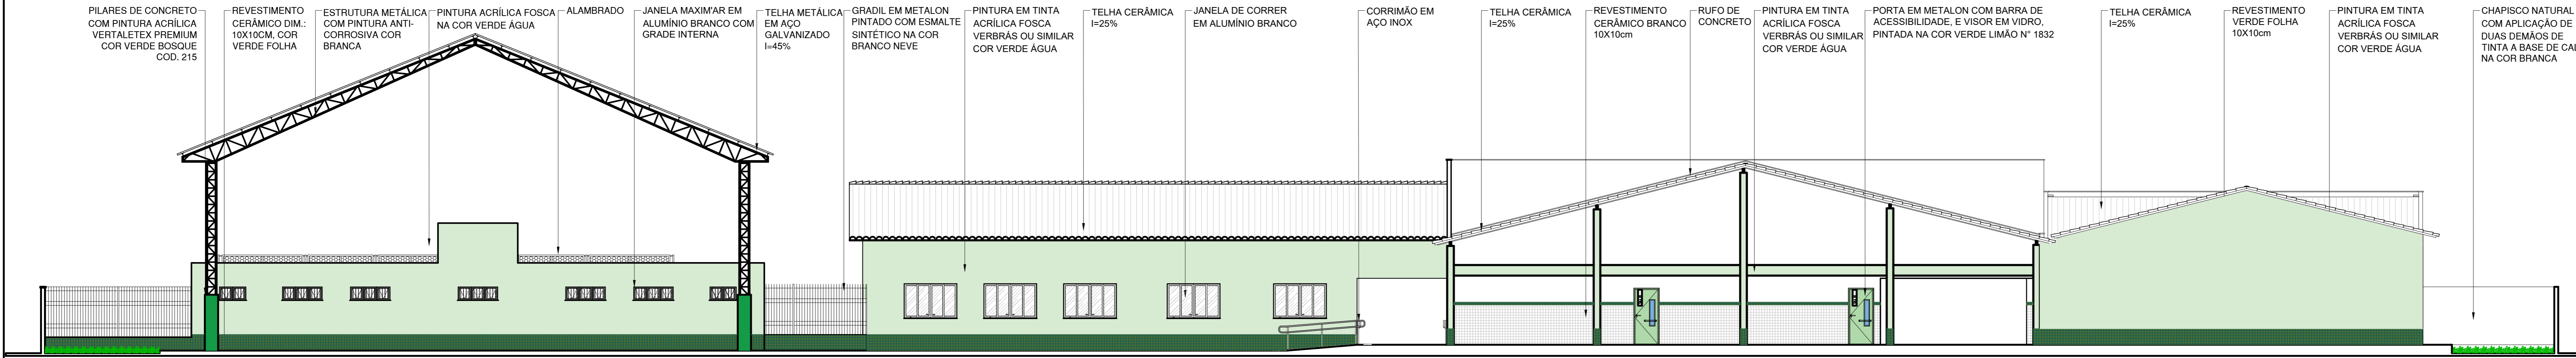 PILARES DE CONCRETO
COM PINTURA ACRÍLICA
VERTALETEX PREMIUM
COR VERDE BOSQUE
COD. 215
REVESTIMENTO
CERÂMICO DIM.:
10X10CM, COR
VERDE FOLHA
ESTRUTURA METÁLICA
COM PINTURA ANTI-
CORROSIVA COR
BRANCA
PINTURA ACRÍLICA FOSCA
NA COR VERDE ÁGUA
ALAMBRADO
JANELA MAXIM'AR EM
ALUMÍNIO BRANCO COM
GRADE INTERNA
TELHA METÁLICA
EM AÇO
GALVANIZADO
I=45%
GRADIL EM METALON
PINTADO COM ESMALTE
SINTÉTICO NA COR
BRANCO NEVE
PINTURA EM TINTA
ACRÍLICA FOSCA
VERBRÁS OU SIMILAR
COR VERDE ÁGUA
TELHA CERÂMICA
I=25%
JANELA DE CORRER
EM ALUMÍNIO BRANCO
CORRIMÃO EM
AÇO INOX
TELHA CERÂMICA
I=25%
REVESTIMENTO
CERÂMICO BRANCO
10X10cm
RUFO DE
CONCRETO
PINTURA EM TINTA
ACRÍLICA FOSCA
VERBRÁS OU SIMILAR
COR VERDE ÁGUA
PORTA EM METALON COM BARRA DE
ACESSIBILIDADE, E VISOR EM VIDRO,
PINTADA NA COR VERDE LIMÃO N° 1832
TELHA CERÂMICA
I=25%
REVESTIMENTO
VERDE FOLHA
10X10cm
PINTURA EM TINTA
ACRÍLICA FOSCA
VERBRÁS OU SIMILAR
COR VERDE ÁGUA
CHAPISCO NATURAL
COM APLICAÇÃO DE
DUAS DEMÃOS DE
TINTA A BASE DE CAL
NA COR BRANCA